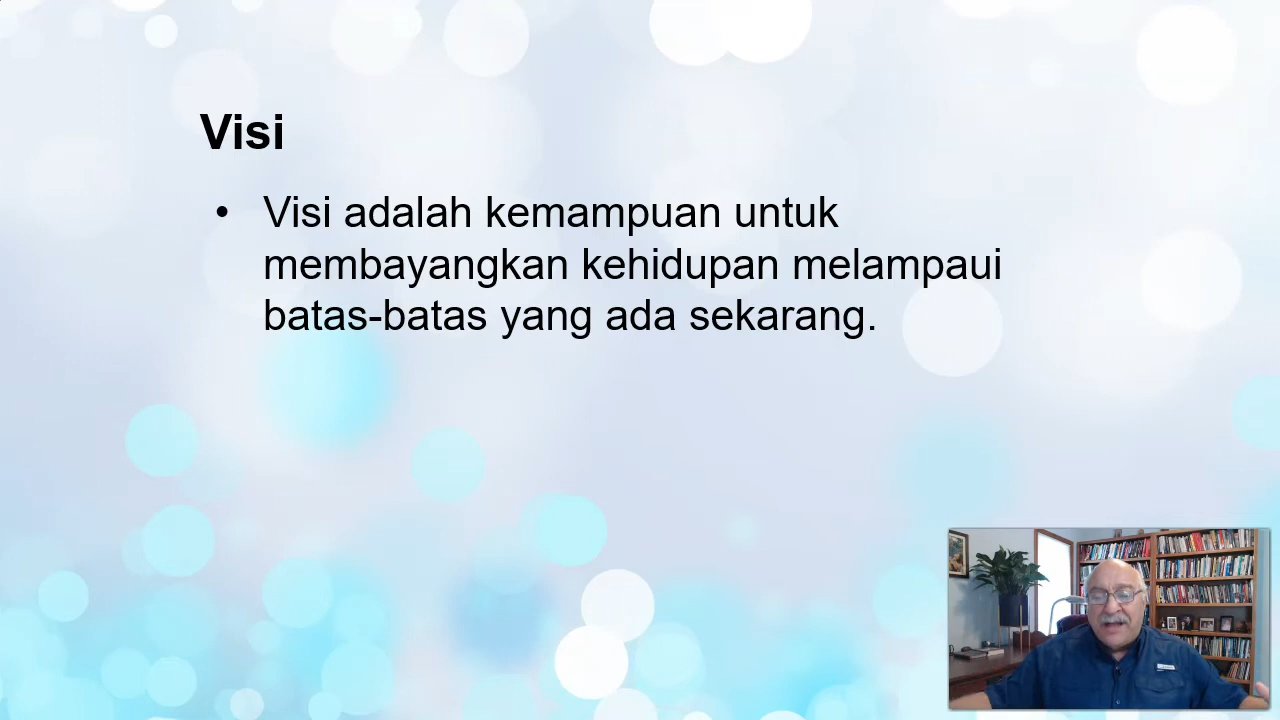 Visi
• Visi adalah kemampuan untuk
membayangkan kehidupan melampaui
batas-batas yang ada sekarang.